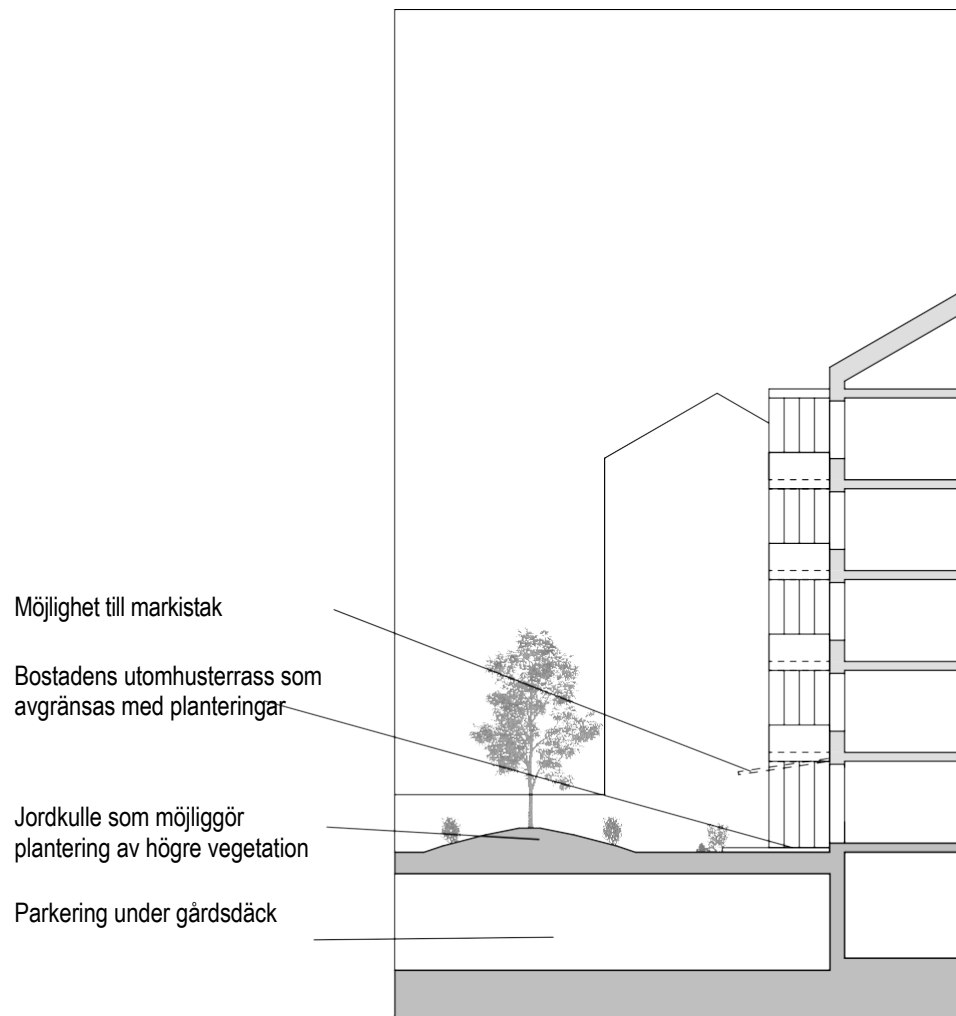 Möjlighet till markistak
Bostadens utomhusterrass som
avgränsas med planteringar
Jordkulle som möjliggör
plantering av högre vegetation
Parkering under gårdsdäck